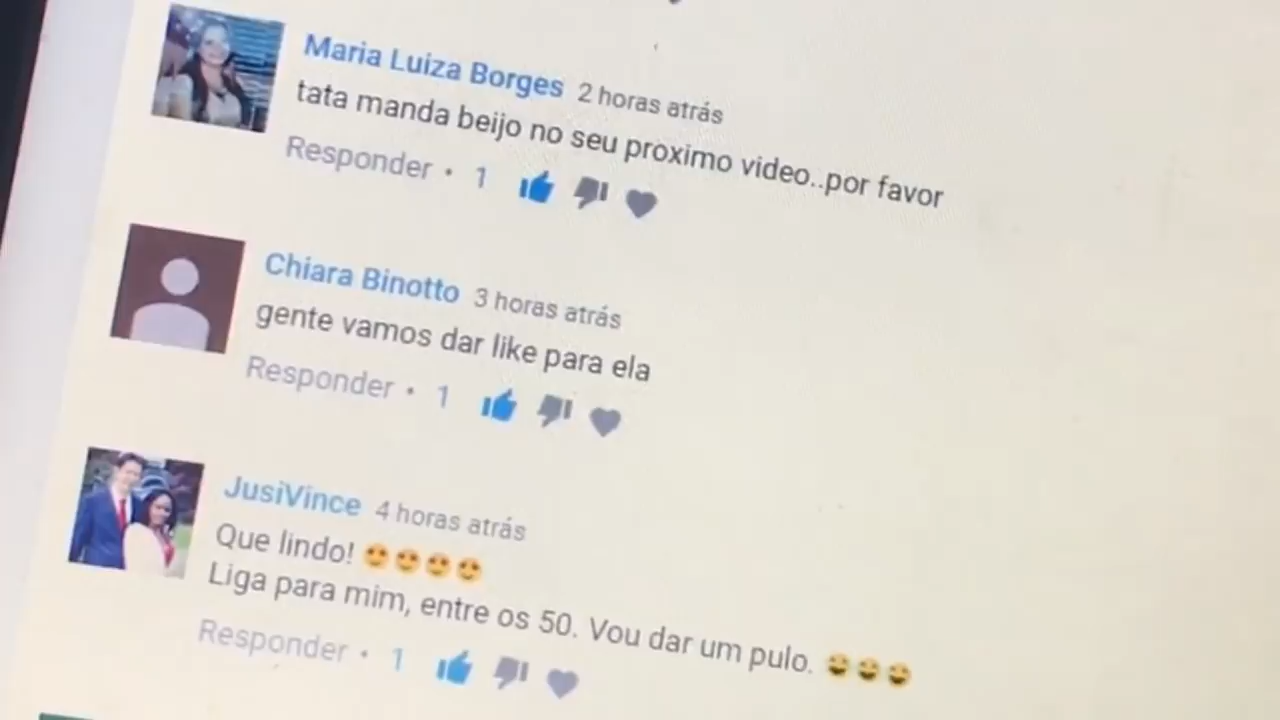 Maria Luiza Borges 2 horas atrás
tata manda beijo no seu proximo video..por favor
Responder • 1
Chiara Binotto 3 horas atrás
gente vamos dar like para ela
Responder • 1
JusiVince 4 horas atrás
Que lindo! 😍😍😍😍
Liga para mim, entre os 50. Vou dar um pulo. 😄😄😄
Responder • 1